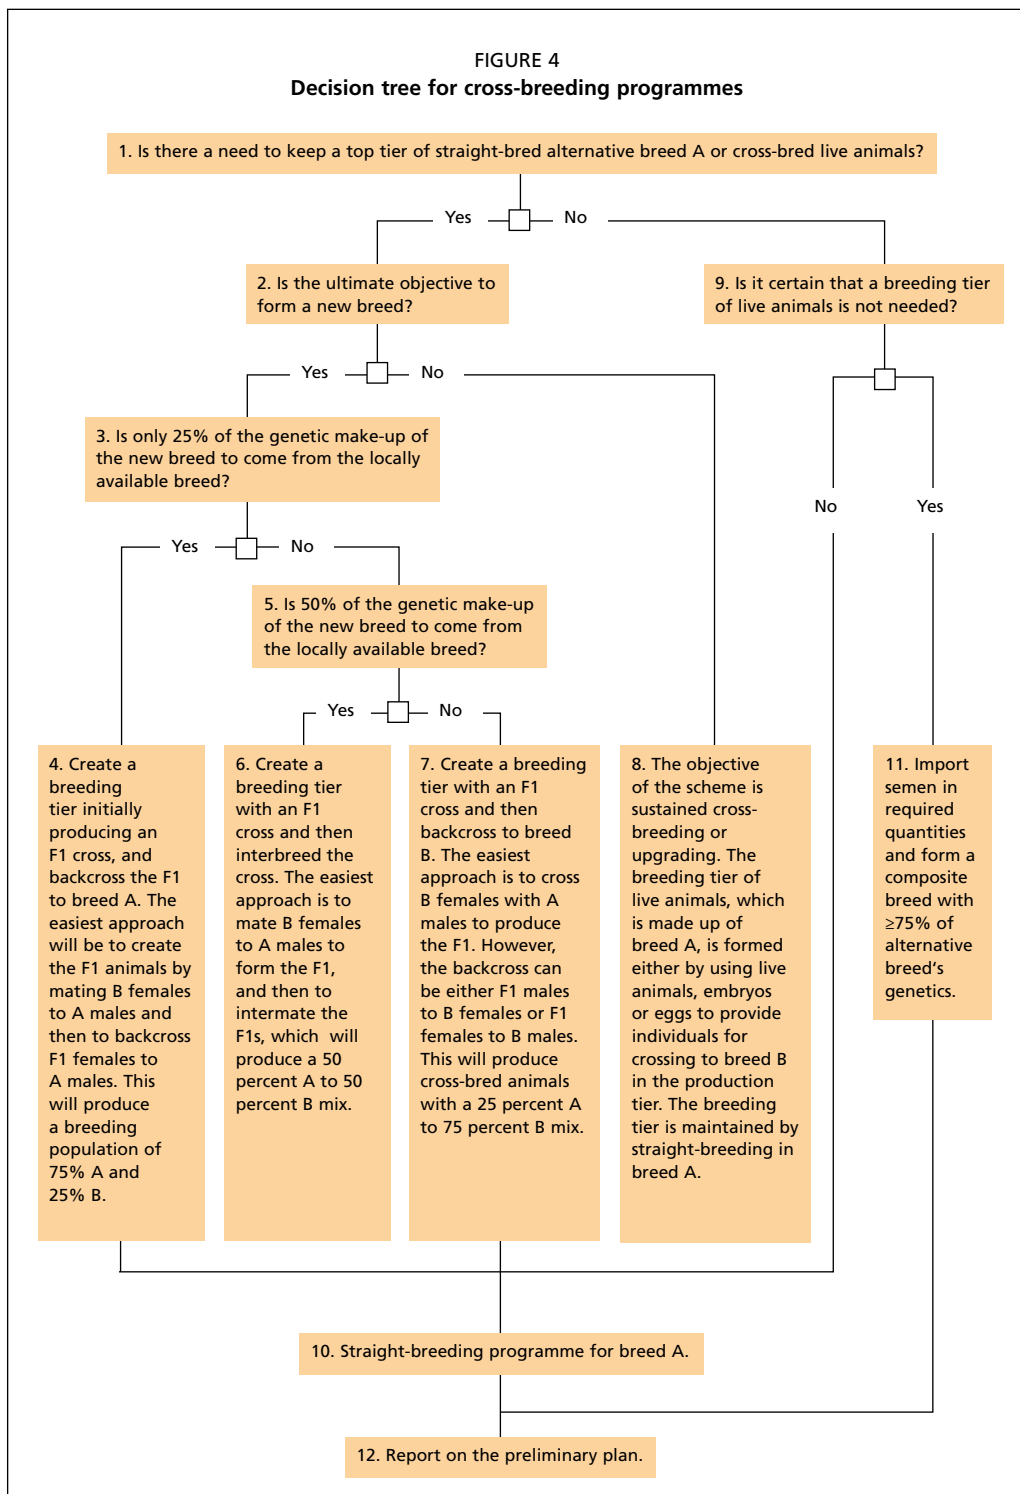 FIGURE 4
Decision tree for cross-breeding programmes
1. Is there a need to keep a top tier of straight-bred alternative breed A or cross-bred live animals?
Yes
No
2. Is the ultimate objective to
form a new breed?
9. Is it certain that a breeding tier
of live animals is not needed?
Yes
No
3. Is only 25% of the genetic make-up of
the new breed to come from the locally
available breed?
No
Yes
Yes
No
5. Is 50% of the genetic make-up
of the new breed to come from
the locally available breed?
Yes
No
4. Create a
breeding
tier initially
producing an
F1 cross, and
backcross the F1
to breed A. The
easiest approach
will be to create
the F1 animals by
mating B females
to A males and
then to backcross
F1 females to
A males. This
will produce
a breeding
population of
75% A and
25% B.
6. Create a
breeding tier
with an F1
cross and then
interbreed the
cross. The easiest
approach is to
mate B females
to A males to
form the F1,
and then to
intermate the
F1s, which will
produce a 50
percent A to 50
percent B mix.
7. Create a breeding
tier with an F1
cross and then
backcross to breed
B. The easiest
approach is to cross
B females with A
males to produce
the F1. However,
the backcross can
be either F1 males
to B females or F1
females to B males.
This will produce
cross-bred animals
with a 25 percent A
to 75 percent B mix.
8. The objective
of the scheme is
sustained cross-
breeding or
upgrading. The
breeding tier of
live animals, which
is made up of
breed A, is formed
either by using live
animals, embryos
or eggs to provide
individuals for
crossing to breed B
in the production
tier. The breeding
tier is maintained by
straight-breeding in
breed A.
11. Import
semen in
required
quantities
and form a
composite
breed with
≥75% of
alternative
breed‘s
genetics.
10. Straight-breeding programme for breed A.
12. Report on the preliminary plan.